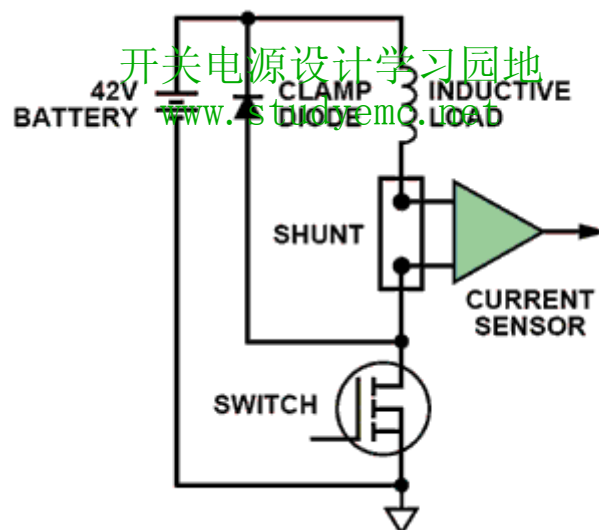 开关电源设计学习园地
www.studyemc.net
42V
BATTERY
CLAMP
DIODE
INDUCTIVE
LOAD
SHUNT
CURRENT
SENSOR
SWITCH